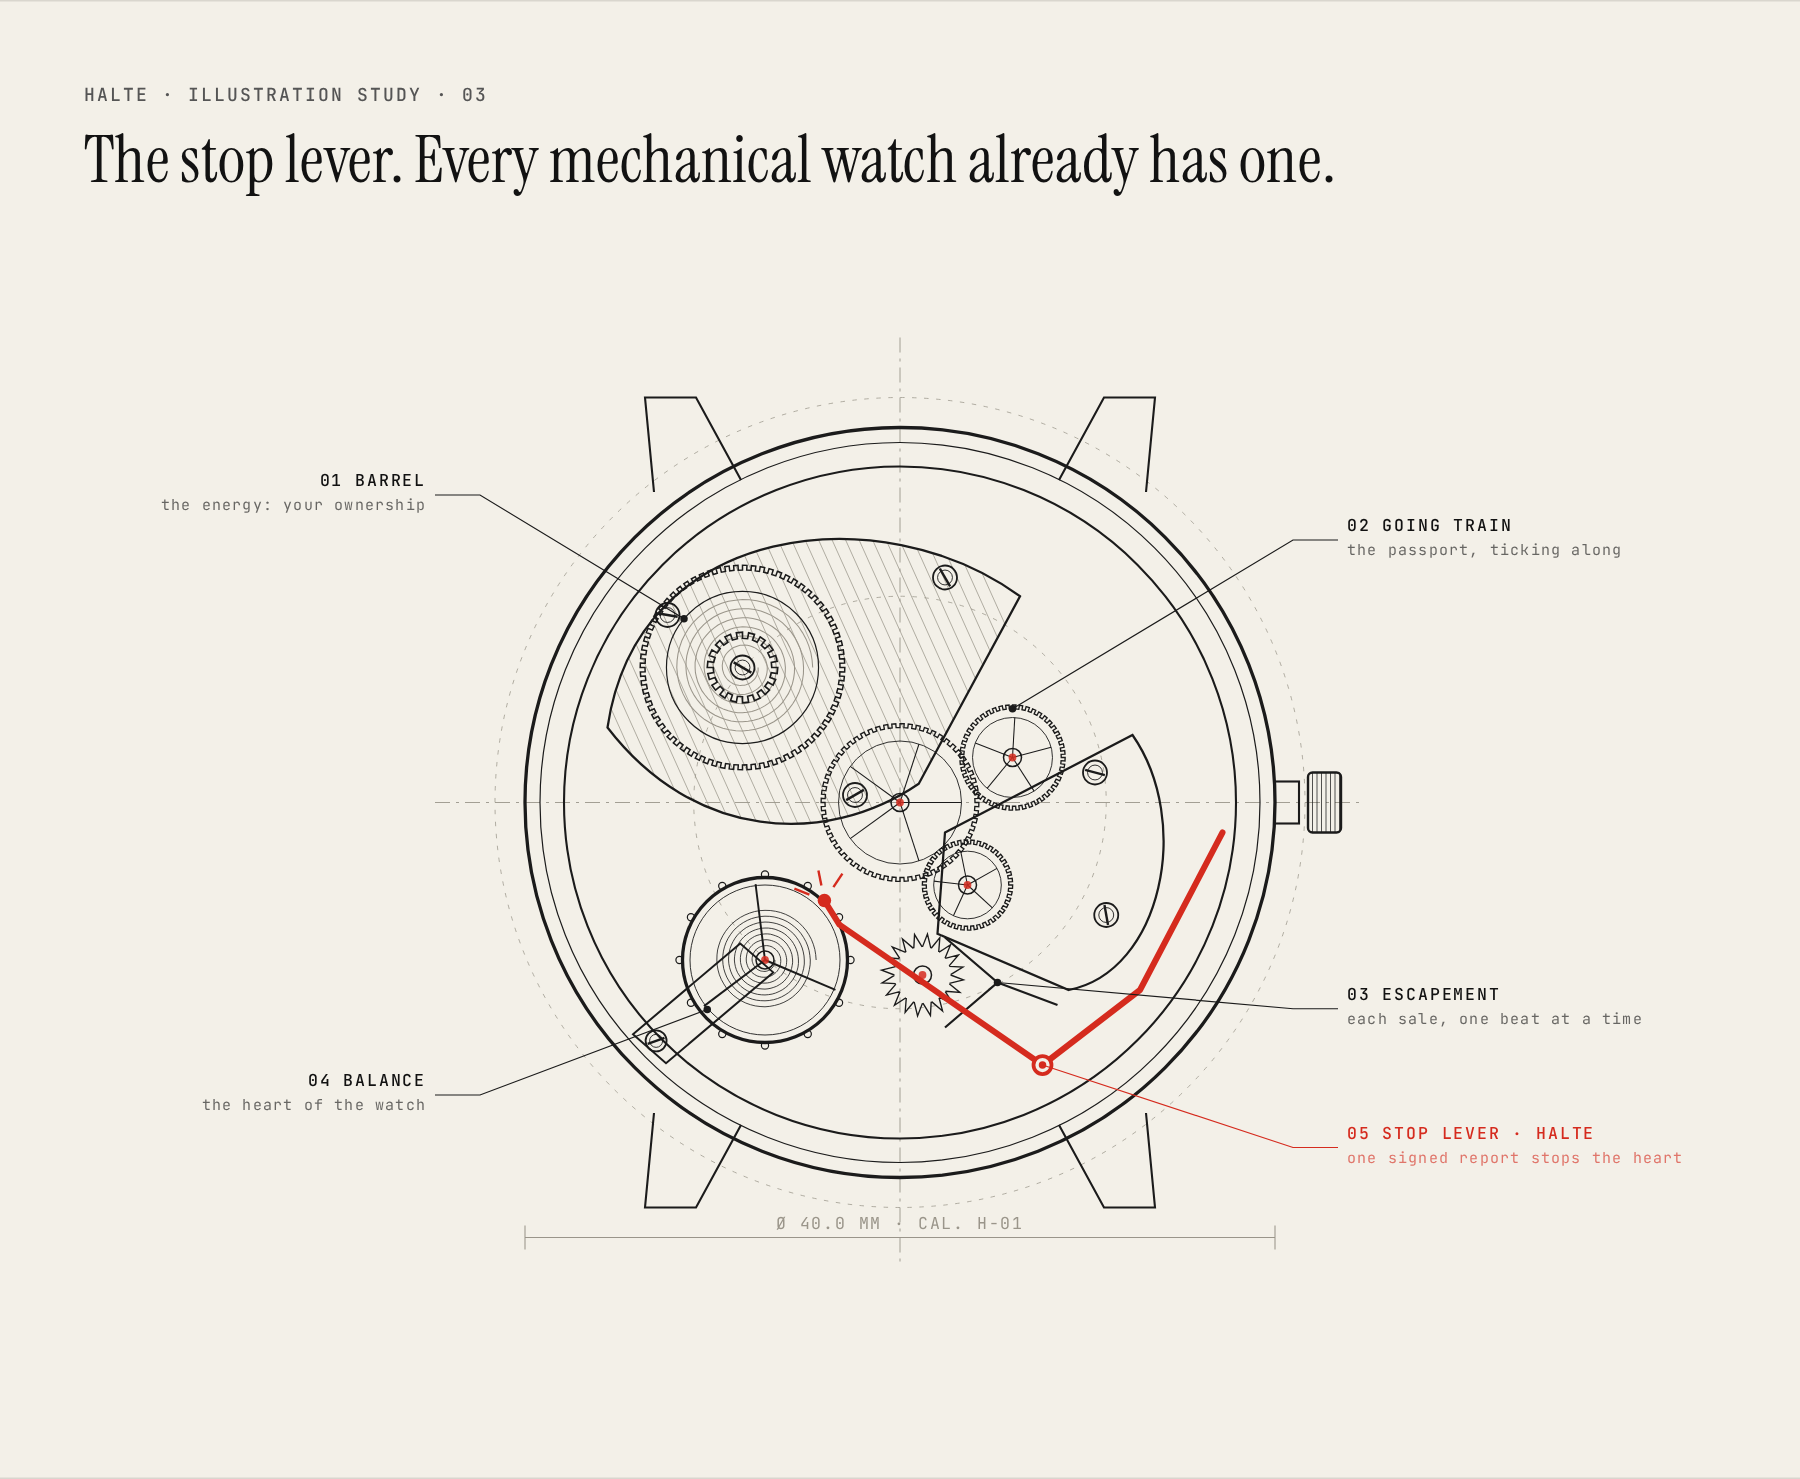 HALTE · ILLUSTRATION STUDY · 03
The stop lever. Every mechanical watch already has one.
01 BARREL
the energy: your ownership
02 GOING TRAIN
the passport, ticking along
03 ESCAPEMENT
each sale, one beat at a time
04 BALANCE
the heart of the watch
05 STOP LEVER · HALTE
one signed report stops the heart
Ø 40.0 MM · CAL. H-01